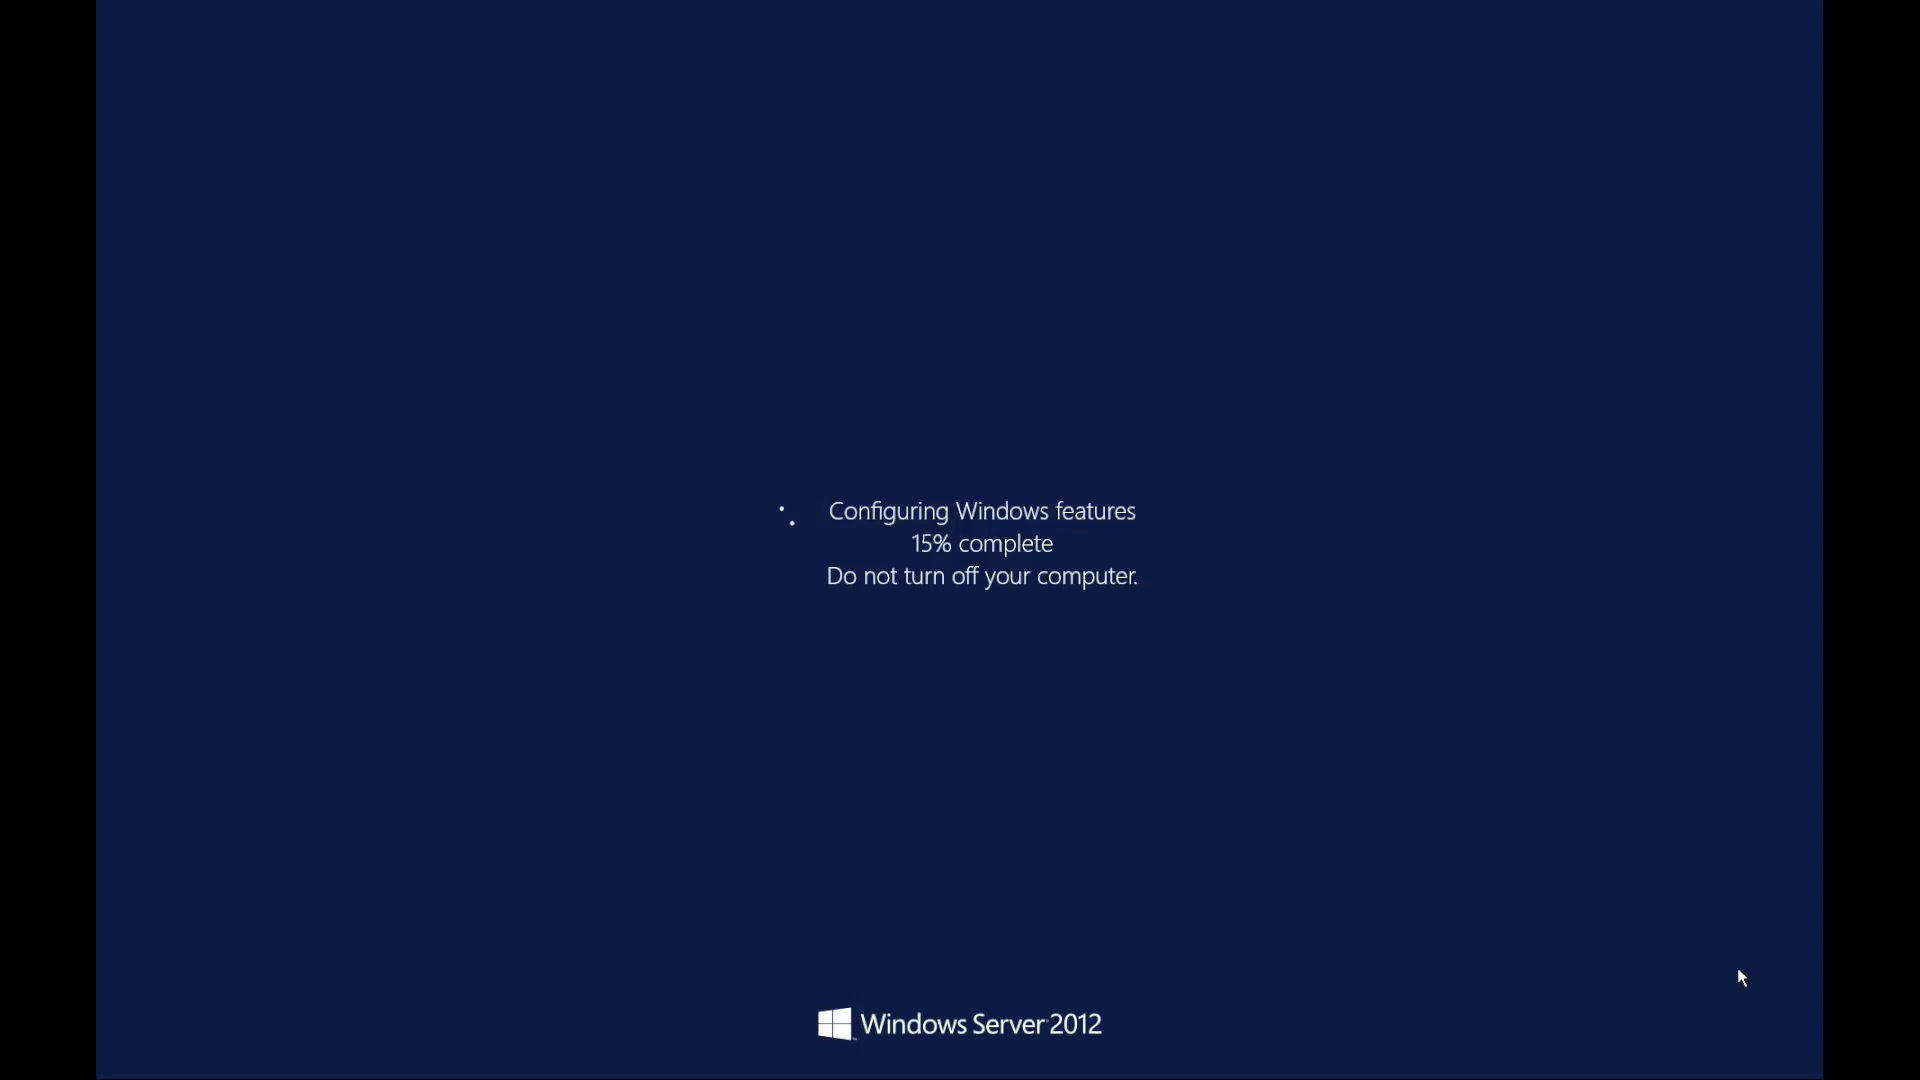 Configuring Windows features
15% complete
Do not turn off your computer.
Windows Server 2012